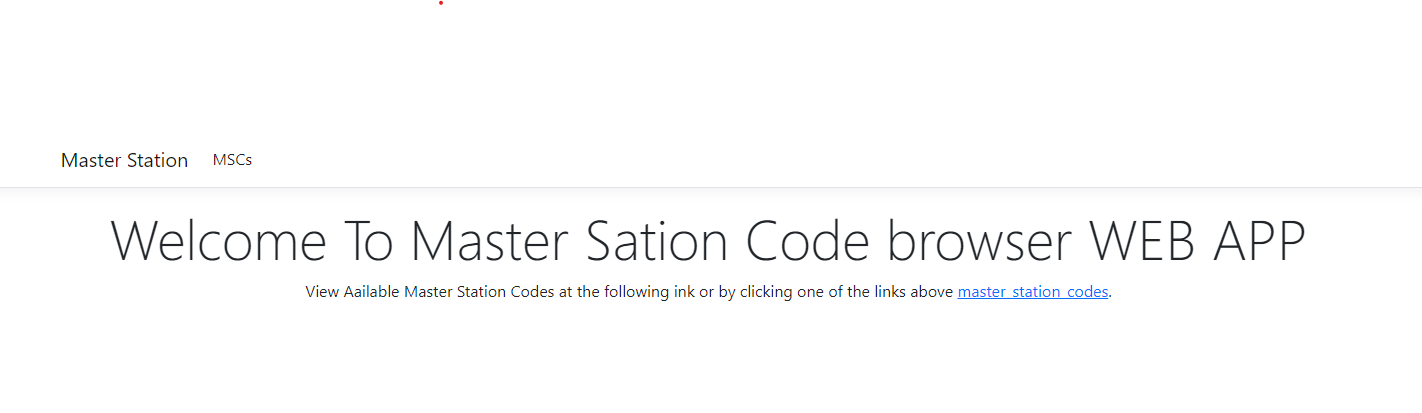 Master Station MSCs
Welcome To Master Sation Code browser WEB APP
View Aailable Master Station Codes at the following ink or by clicking one of the links above master_station_codes.